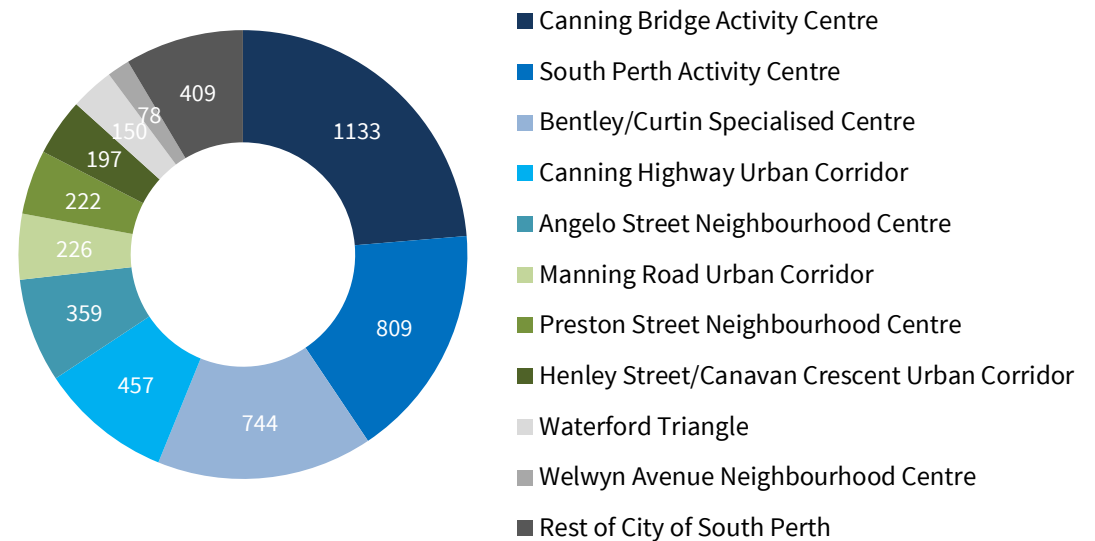 1133
809
744
457
359
226
222
197
150
78
409
Canning Bridge Activity Centre
South Perth Activity Centre
Bentley/Curtin Specialised Centre
Canning Highway Urban Corridor
Angelo Street Neighbourhood Centre
Manning Road Urban Corridor
Preston Street Neighbourhood Centre
Henley Street/Canavan Crescent Urban Corridor
Waterford Triangle
Welwyn Avenue Neighbourhood Centre
Rest of City of South Perth